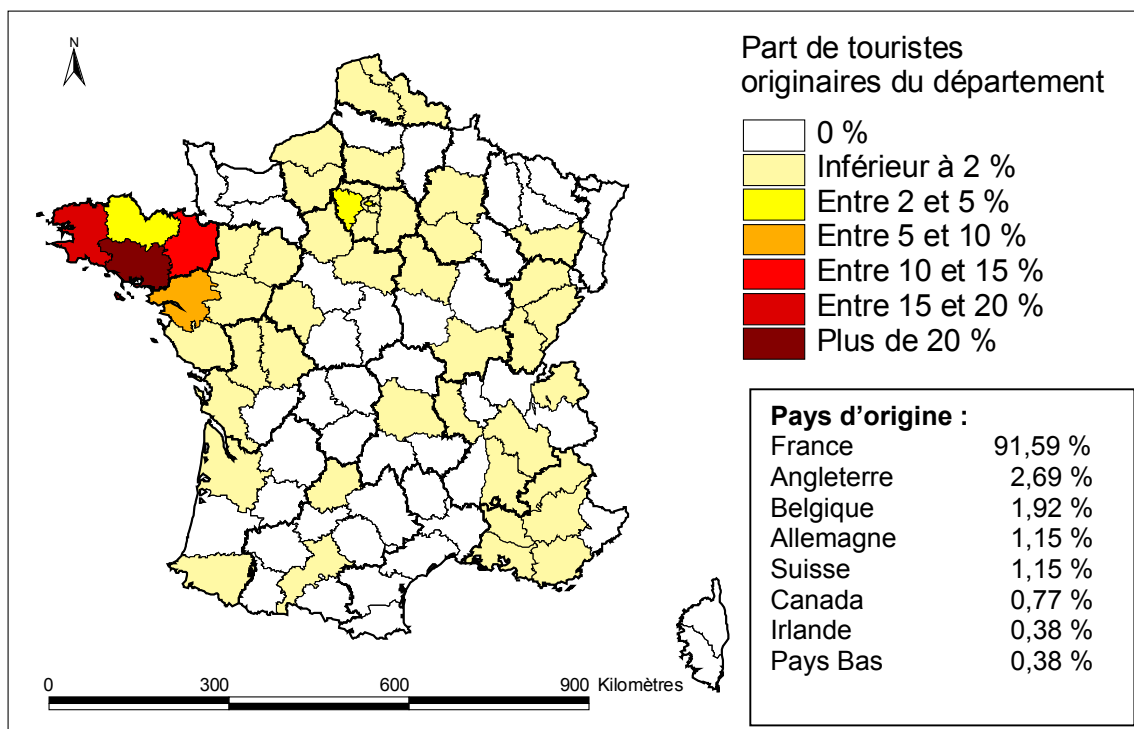 N
Part de touristes
originaires du département
0 %
Inférieur à 2 %
Entre 2 et 5 %
Entre 5 et 10 %
Entre 10 et 15 %
Entre 15 et 20 %
Plus de 20 %
Pays d'origine :
France 91,59 %
Angleterre 2,69 %
Belgique 1,92 %
Allemagne 1,15 %
Suisse 1,15 %
Canada 0,77 %
Irlande 0,38 %
Pays Bas 0,38 %
0 300 600 900 Kilomètres